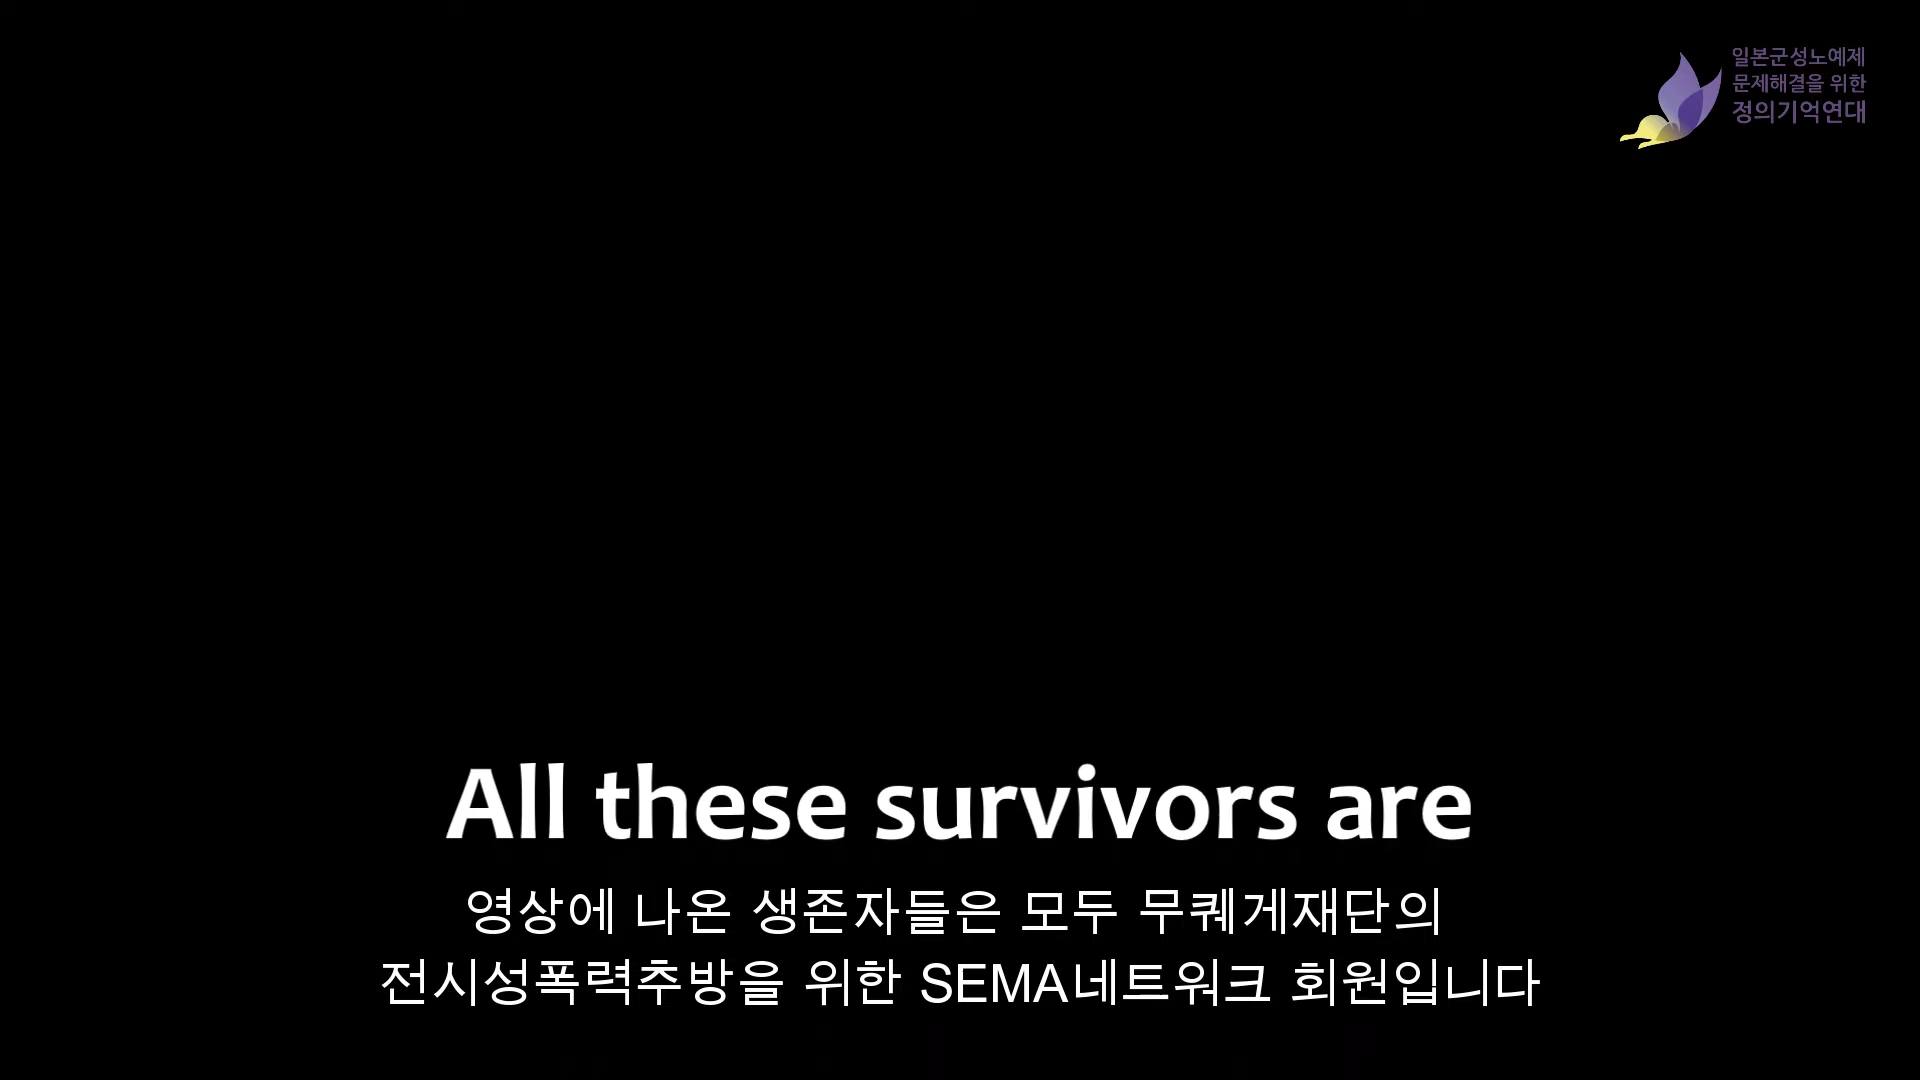 일본군성노예제
문제해결을 위한
정의기억연대
All these survivors are
영상에 나온 생존자들은 모두 무퀘게재단의
전시성폭력추방을 위한 SEMA네트워크 회원입니다